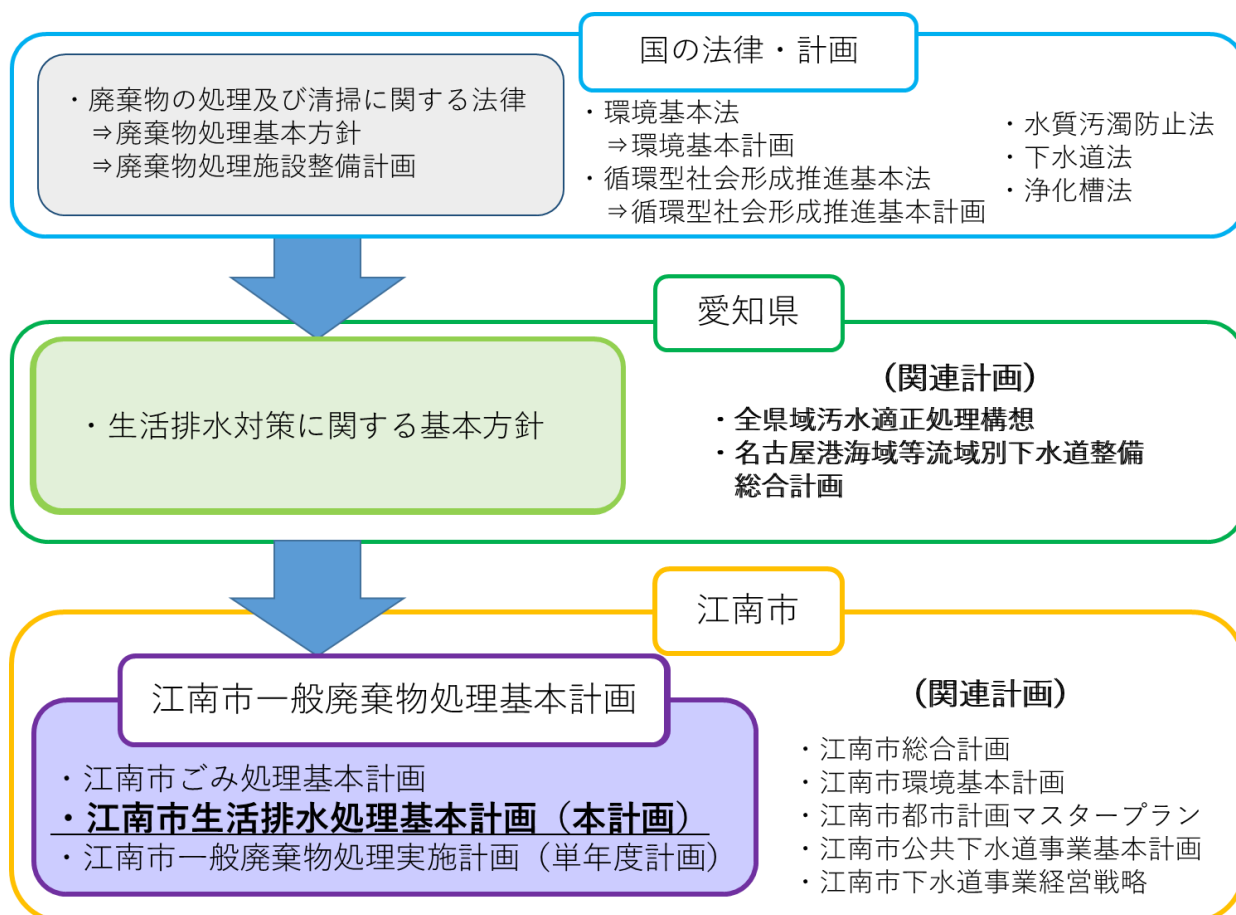 国の法律・計画
・廃棄物の処理及び清掃に関する法律
⇒廃棄物処理基本方針
⇒廃棄物処理施設整備計画
・環境基本法
⇒環境基本計画
・循環型社会形成推進基本法
⇒循環型社会形成推進基本計画
・水質汚濁防止法
・下水道法
・浄化槽法
愛知県
・生活排水対策に関する基本方針
(関連計画)
・全県域汚水適正処理構想
・名古屋港海域等流域別下水道整備
総合計画
江南市
江南市一般廃棄物処理基本計画
・江南市ごみ処理基本計画
・江南市生活排水処理基本計画（本計画）
・江南市一般廃棄物処理実施計画（単年度計画）
(関連計画)
・江南市総合計画
・江南市環境基本計画
・江南市都市計画マスタープラン
・江南市公共下水道事業基本計画
・江南市下水道事業経営戦略